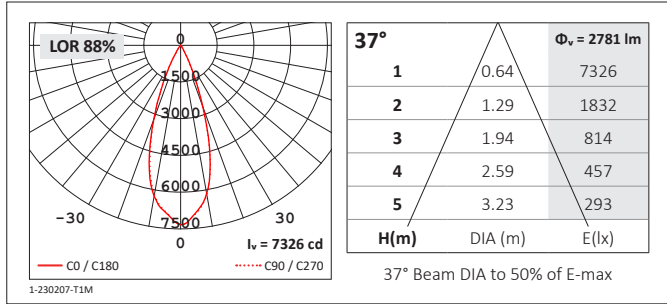 LOR 88%
0
1500
3000
4500
6000
7500
-30
0
30
Iᵥ = 7326 cd
C0 / C180
C90 / C270
1-230207-T1M
37° Φᵥ = 2781 lm
1 0.64 7326
2 1.29 1832
3 1.94 814
4 2.59 457
5 3.23 293
H(m) DIA (m) E(lx)
37° Beam DIA to 50% of E-max